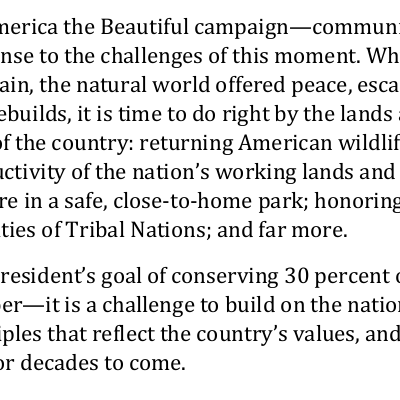 merica the Beautiful campaign—commun
nse to the challenges of this moment. Wh
ain, the natural world offered peace, esca
ebuilds, it is time to do right by the lands
of the country: returning American wildlif
uctivity of the nation's working lands and
re in a safe, close-to-home park; honoring
ties of Tribal Nations; and far more.
resident's goal of conserving 30 percent
er—it is a challenge to build on the natio
iples that reflect the country's values, and
or decades to come.